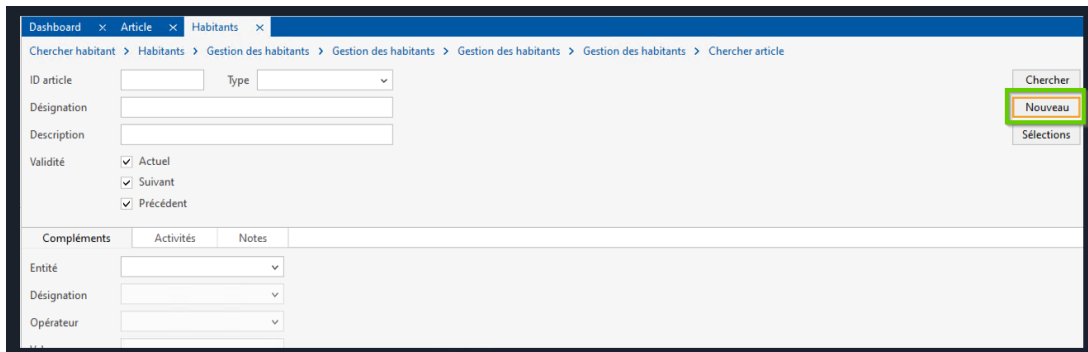 Dashboard × Article × Habitants ×
Chercher habitant > Habitants > Gestion des habitants > Gestion des habitants > Gestion des habitants > Gestion des habitants > Chercher article
ID article Type Chercher
Désignation Nouveau
Description Sélections
Validité Actuel
Suivant
Précédent
Compléments Activités Notes
Entité
Désignation
Opérateur